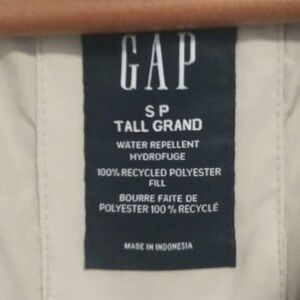 GAP
S P
TALL GRAND
WATER REPELLENT
HYDROFUGE
100% RECYCLED POLYESTER
FILL
BOURRE FAITE DE
POLYESTER 100 % RECYCLÉ
MADE IN INDONESIA